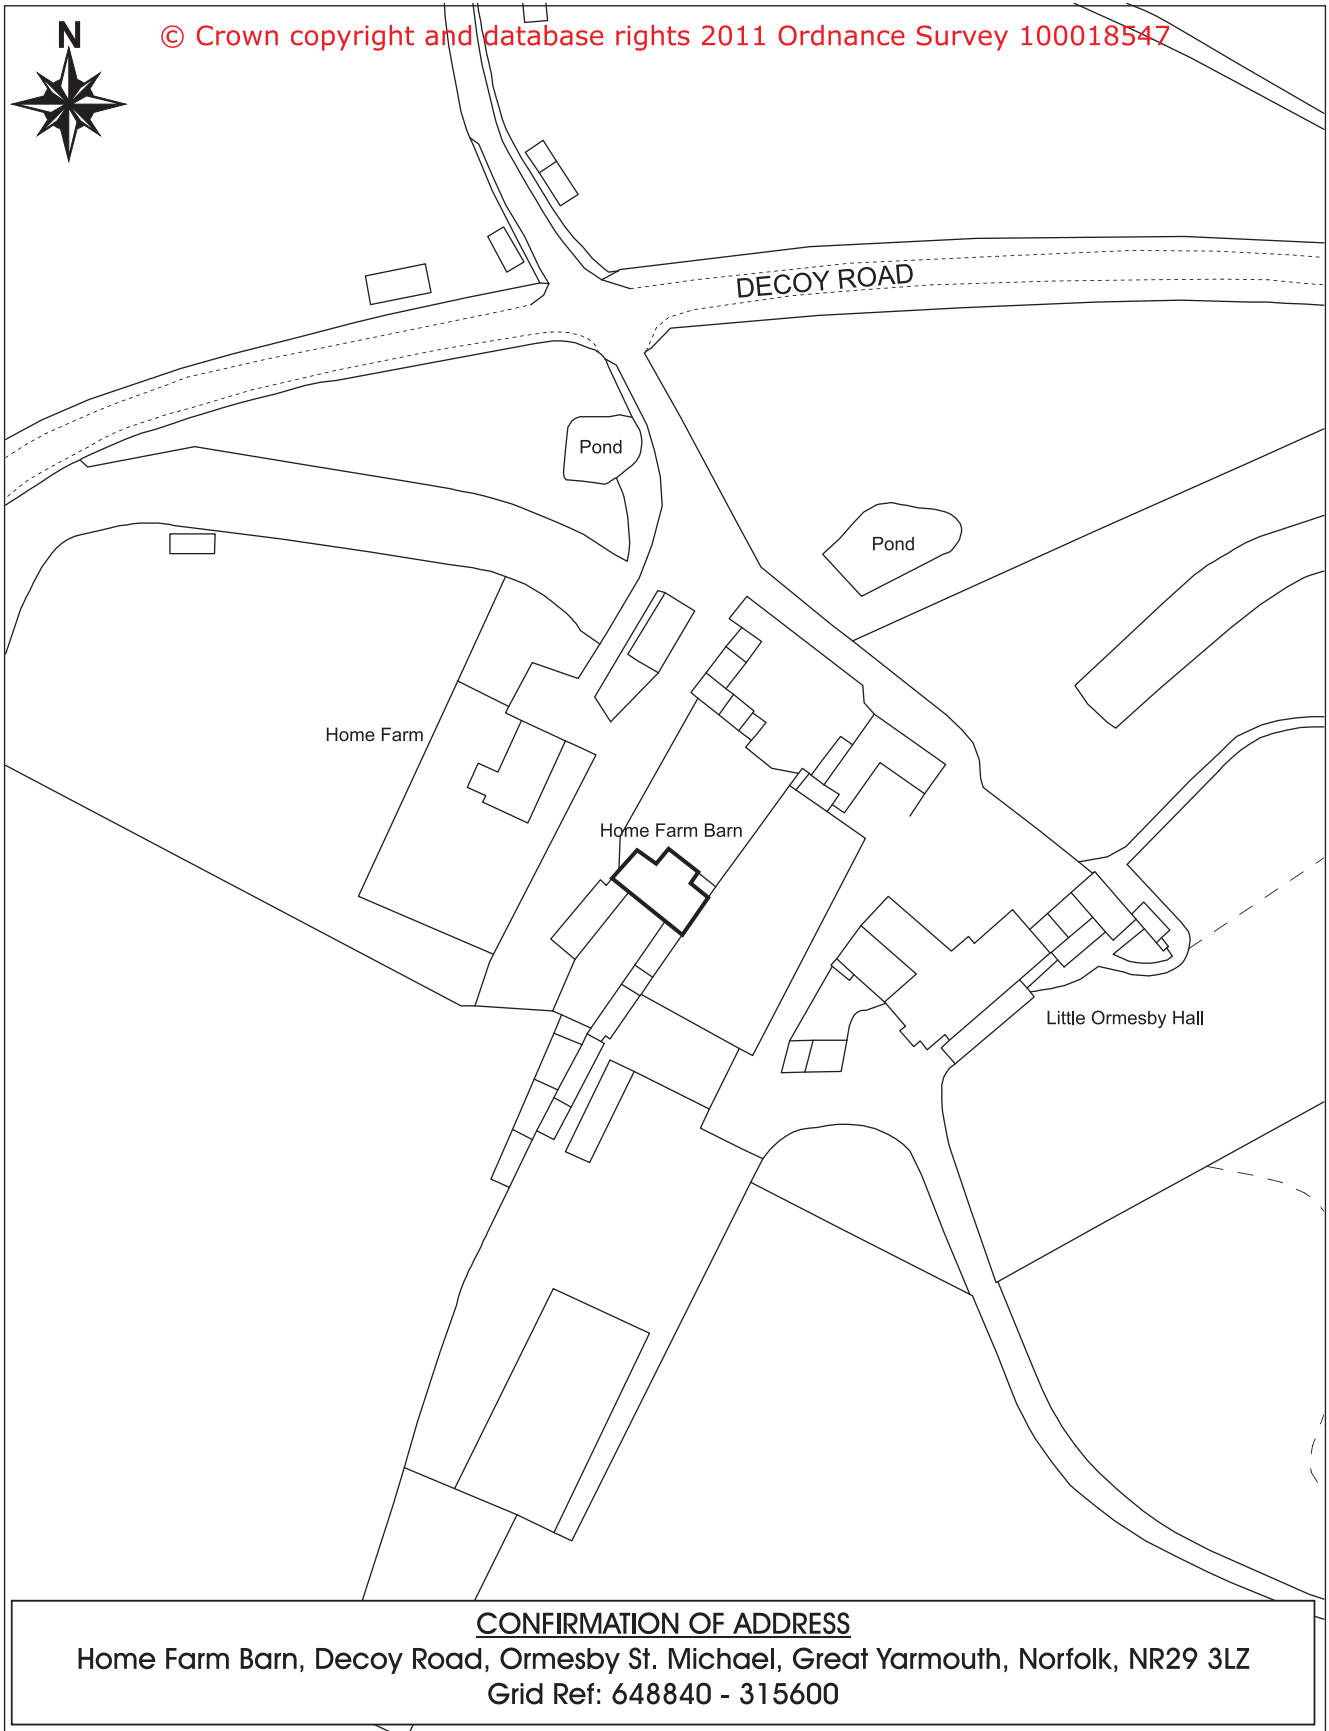 N
© Crown copyright and database rights 2011 Ordnance Survey 100018547
DECOY ROAD
Pond
Pond
Home Farm
Home Farm Barn
Little Ormesby Hall
CONFIRMATION OF ADDRESS
Home Farm Barn, Decoy Road, Ormesby St. Michael, Great Yarmouth, Norfolk, NR29 3LZ
Grid Ref: 648840 - 315600